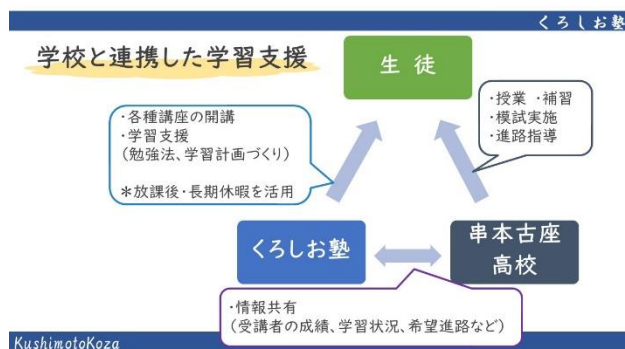 くろしお塾
学校と連携した学習支援
生徒
・各種講座の開講
・学習支援
(勉強法、学習計画づくり)
＊放課後・長期休暇を活用
・授業 ・補習
・模試実施
・進路指導
くろしお塾
串本古座
高校
・情報共有
(受講者の成績、学習状況、希望進路など)
KushimotoKoza